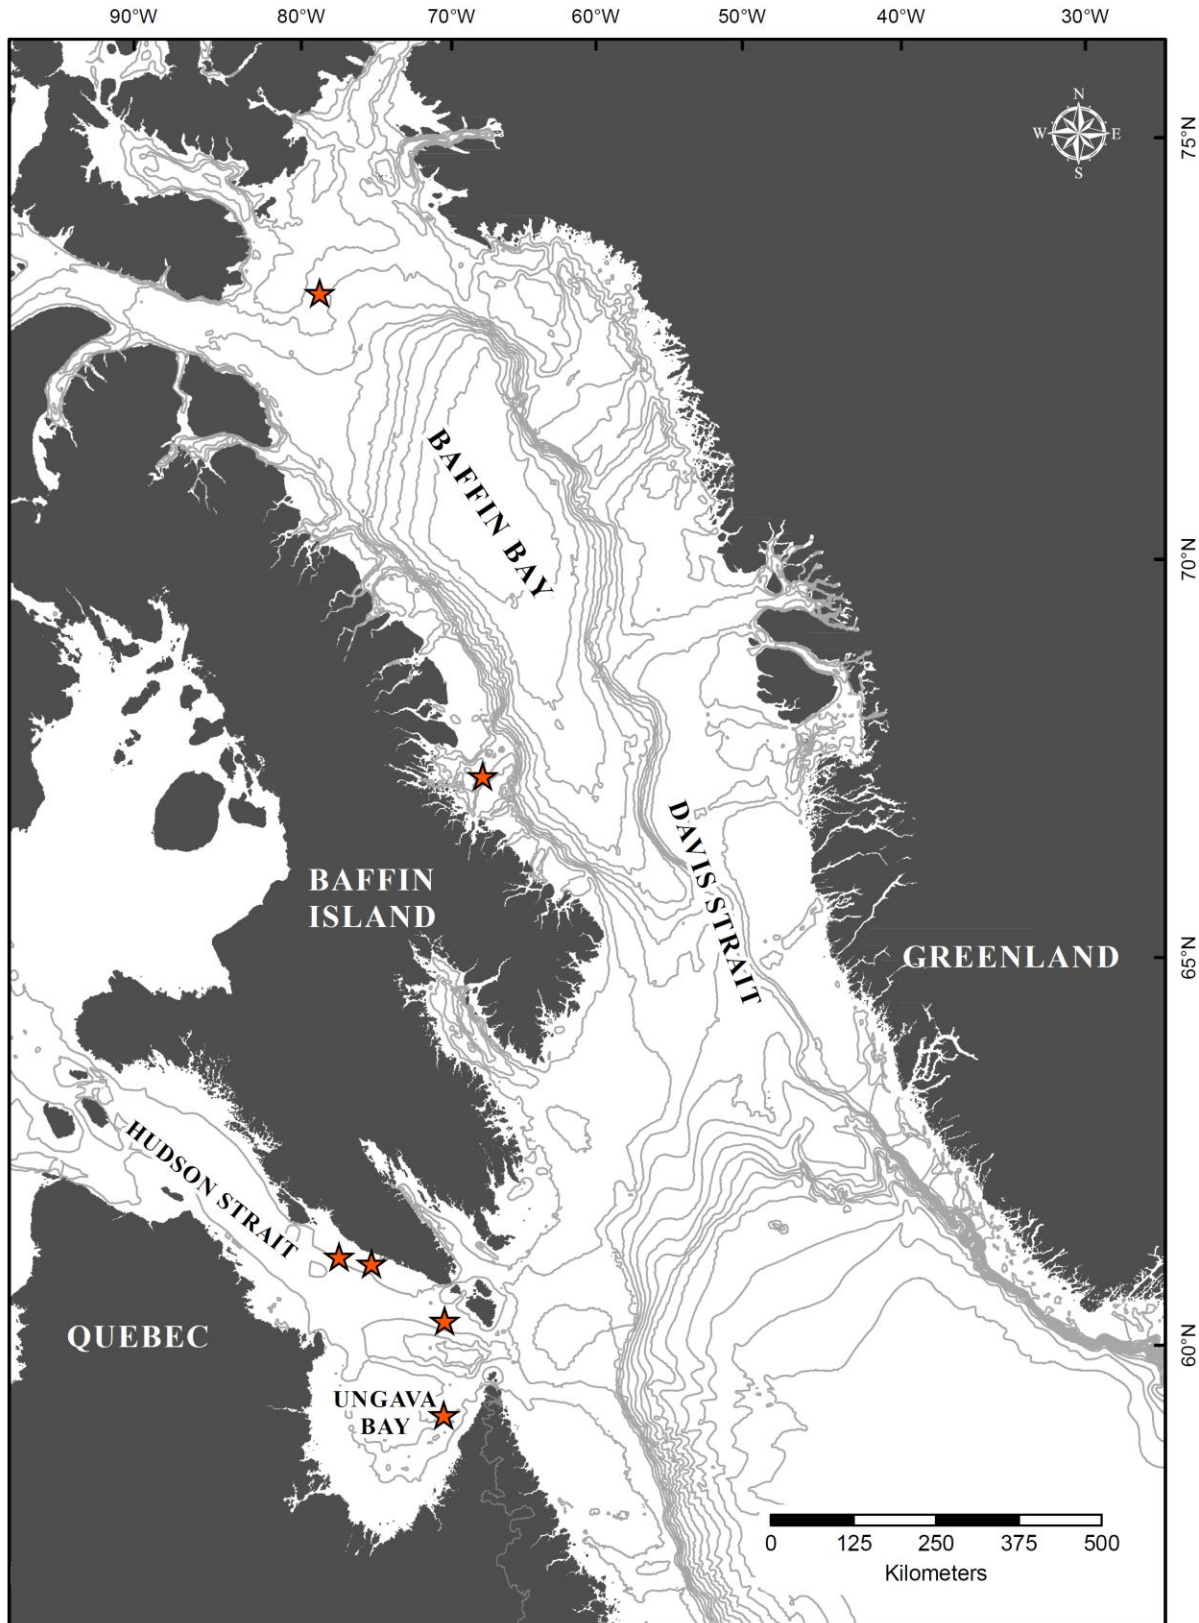 90°W 80°W 70°W 60°W 50°W 40°W 30°W
N
W E
S
75°N
BAFFIN BAY
70°N
DAVIS STRAIT
BAFFIN
ISLAND
GREENLAND
65°N
HUDSON STRAIT
QUEBEC
60°N
UNGAVA
BAY
0 125 250 375 500
Kilometers